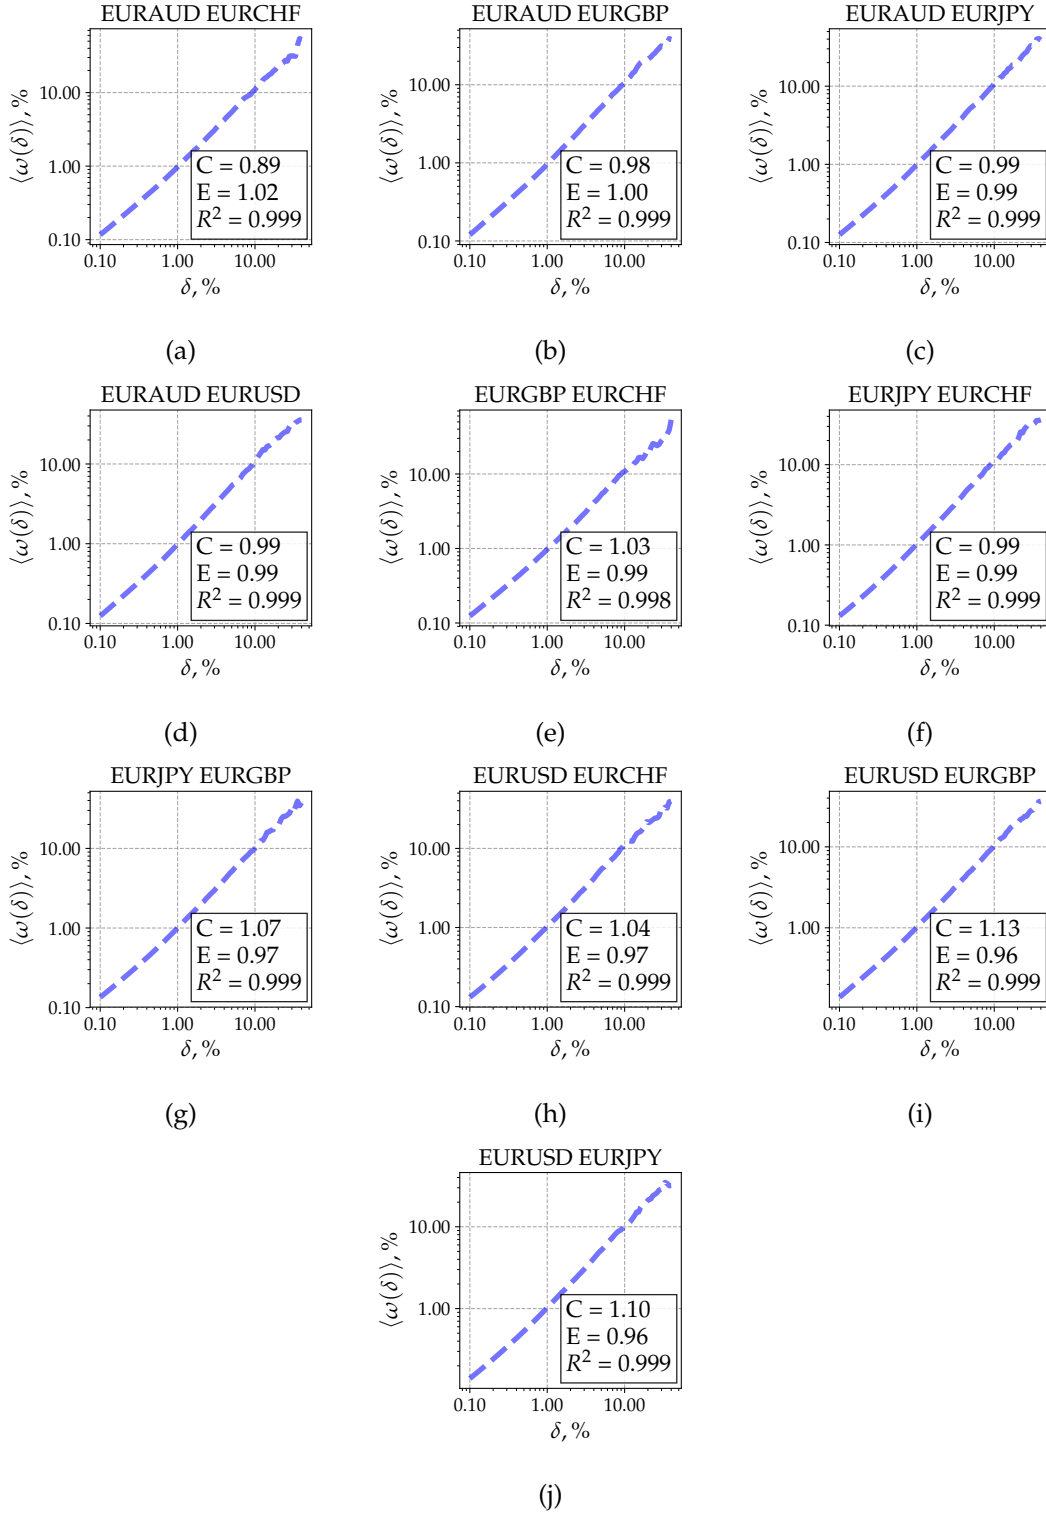 EURAUD EURCHF
⟨ω(δ)⟩, %
10.00
1.00
0.10
C = 0.89
E = 1.02
R² = 0.999
0.10 1.00 10.00
δ, %
(a)
EURAUD EURGBP
⟨ω(δ)⟩, %
10.00
1.00
0.10
C = 0.98
E = 1.00
R² = 0.999
0.10 1.00 10.00
δ, %
(b)
EURAUD EURJPY
⟨ω(δ)⟩, %
10.00
1.00
0.10
C = 0.99
E = 0.99
R² = 0.999
0.10 1.00 10.00
δ, %
(c)
EURAUD EURUSD
⟨ω(δ)⟩, %
10.00
1.00
0.10
C = 0.99
E = 0.99
R² = 0.999
0.10 1.00 10.00
δ, %
(d)
EURGBP EURCHF
⟨ω(δ)⟩, %
10.00
1.00
0.10
C = 1.03
E = 0.99
R² = 0.998
0.10 1.00 10.00
δ, %
(e)
EURJPY EURCHF
⟨ω(δ)⟩, %
10.00
1.00
0.10
C = 0.99
E = 0.99
R² = 0.999
0.10 1.00 10.00
δ, %
(f)
EURJPY EURGBP
⟨ω(δ)⟩, %
10.00
1.00
0.10
C = 1.07
E = 0.97
R² = 0.999
0.10 1.00 10.00
δ, %
(g)
EURUSD EURCHF
⟨ω(δ)⟩, %
10.00
1.00
0.10
C = 1.04
E = 0.97
R² = 0.999
0.10 1.00 10.00
δ, %
(h)
EURUSD EURGBP
⟨ω(δ)⟩, %
10.00
1.00
C = 1.13
E = 0.96
R² = 0.999
0.10 1.00 10.00
δ, %
(i)
EURUSD EURJPY
⟨ω(δ)⟩, %
10.00
1.00
C = 1.10
E = 0.96
R² = 0.999
0.10 1.00 10.00
δ, %
(j)